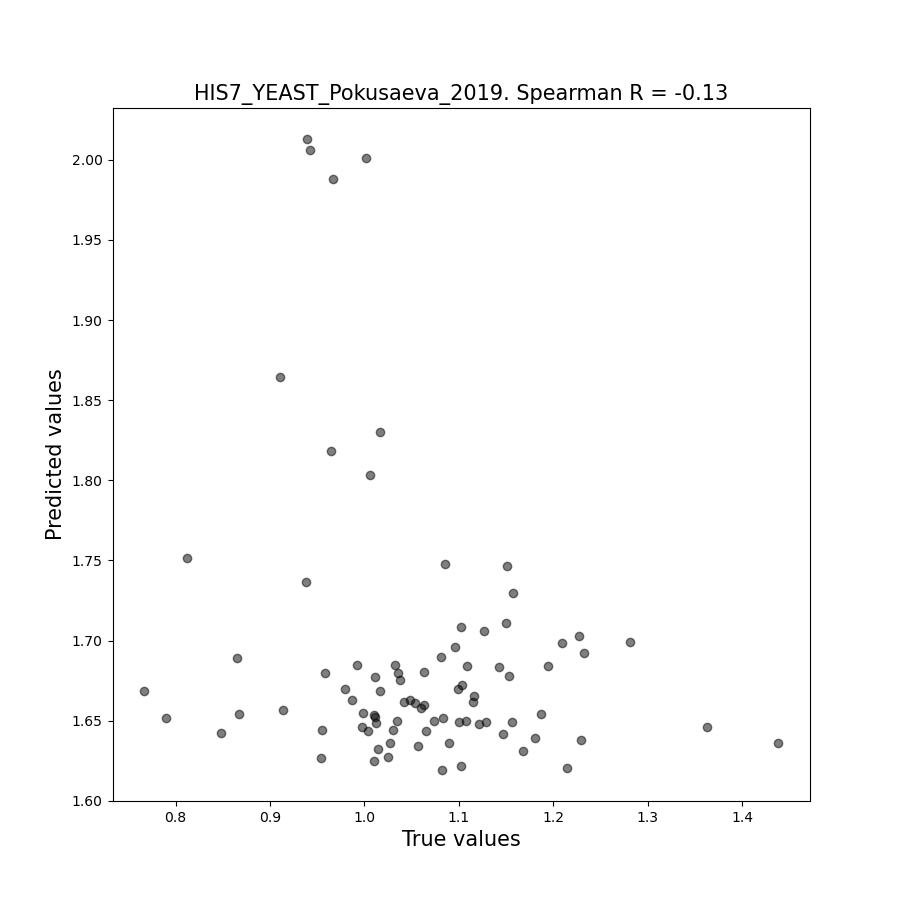 HIS7_YEAST_Pokusaeva_2019. Spearman R = -0.13
2.00
1.95
1.90
1.85
1.80
1.75
1.70
1.65
1.60
Predicted values
0.8 0.9 1.0 1.1 1.2 1.3 1.4
True values